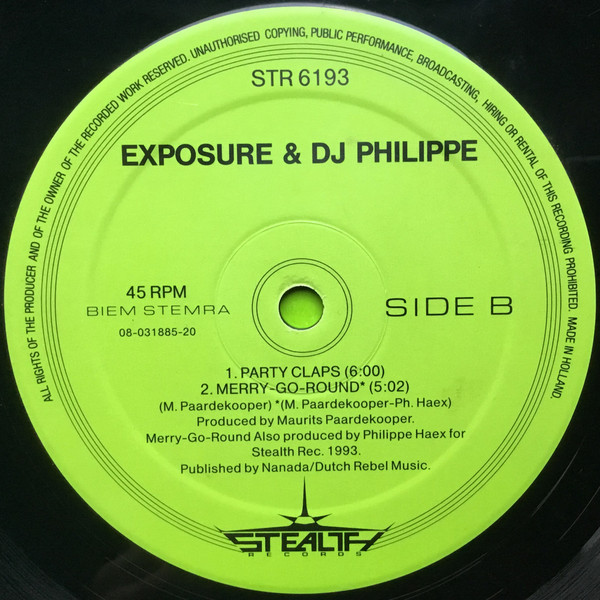 ALL RIGHTS OF THE PRODUCER AND OF THE OWNER OF THE RECORDED WORK RESERVED. UNAUTHORISED COPYING, PUBLIC PERFORMANCE, BROADCASTING, HIRING OR RENTAL OF THIS RECORDING PROHIBITED. MADE IN HOLLAND.
STR 6193
EXPOSURE & DJ PHILIPPE
45 RPM
BIEM STEMRA
08-031885-20
SIDE B
1. PARTY CLAPS (6:00)
2. MERRY-GO-ROUND* (5:02)
(M. Paardekooper) *(M. Paardekooper-Ph. Haex)
Produced by Maurits Paardekooper.
Merry-Go-Round Also produced by Philippe Haex for
Stealth Rec. 1993.
Published by Nanada/Dutch Rebel Music.
STEALTH
RECORDS